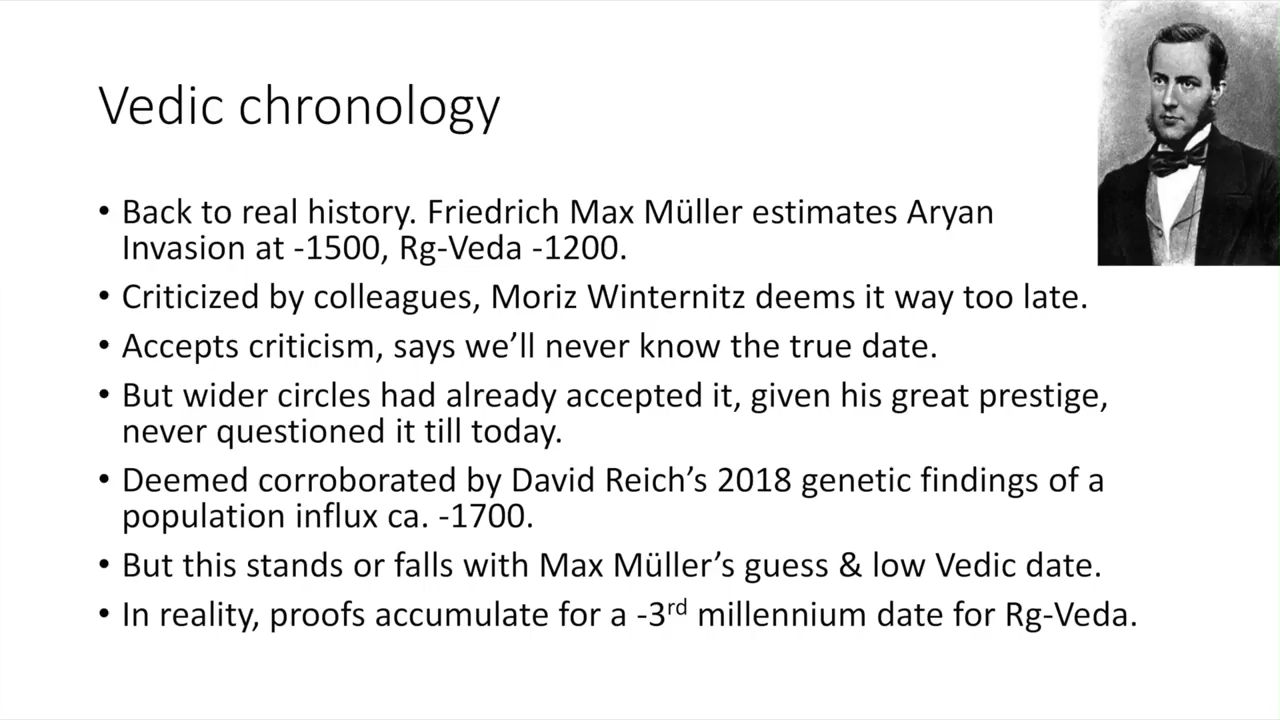 Vedic chronology
• Back to real history. Friedrich Max Müller estimates Aryan
Invasion at -1500, Rg-Veda -1200.
• Criticized by colleagues, Moriz Winternitz deems it way too late.
• Accepts criticism, says we’ll never know the true date.
• But wider circles had already accepted it, given his great prestige,
never questioned it till today.
• Deemed corroborated by David Reich’s 2018 genetic findings of a
population influx ca. -1700.
• But this stands or falls with Max Müller’s guess & low Vedic date.
• In reality, proofs accumulate for a -3rd millennium date for Rg-Veda.